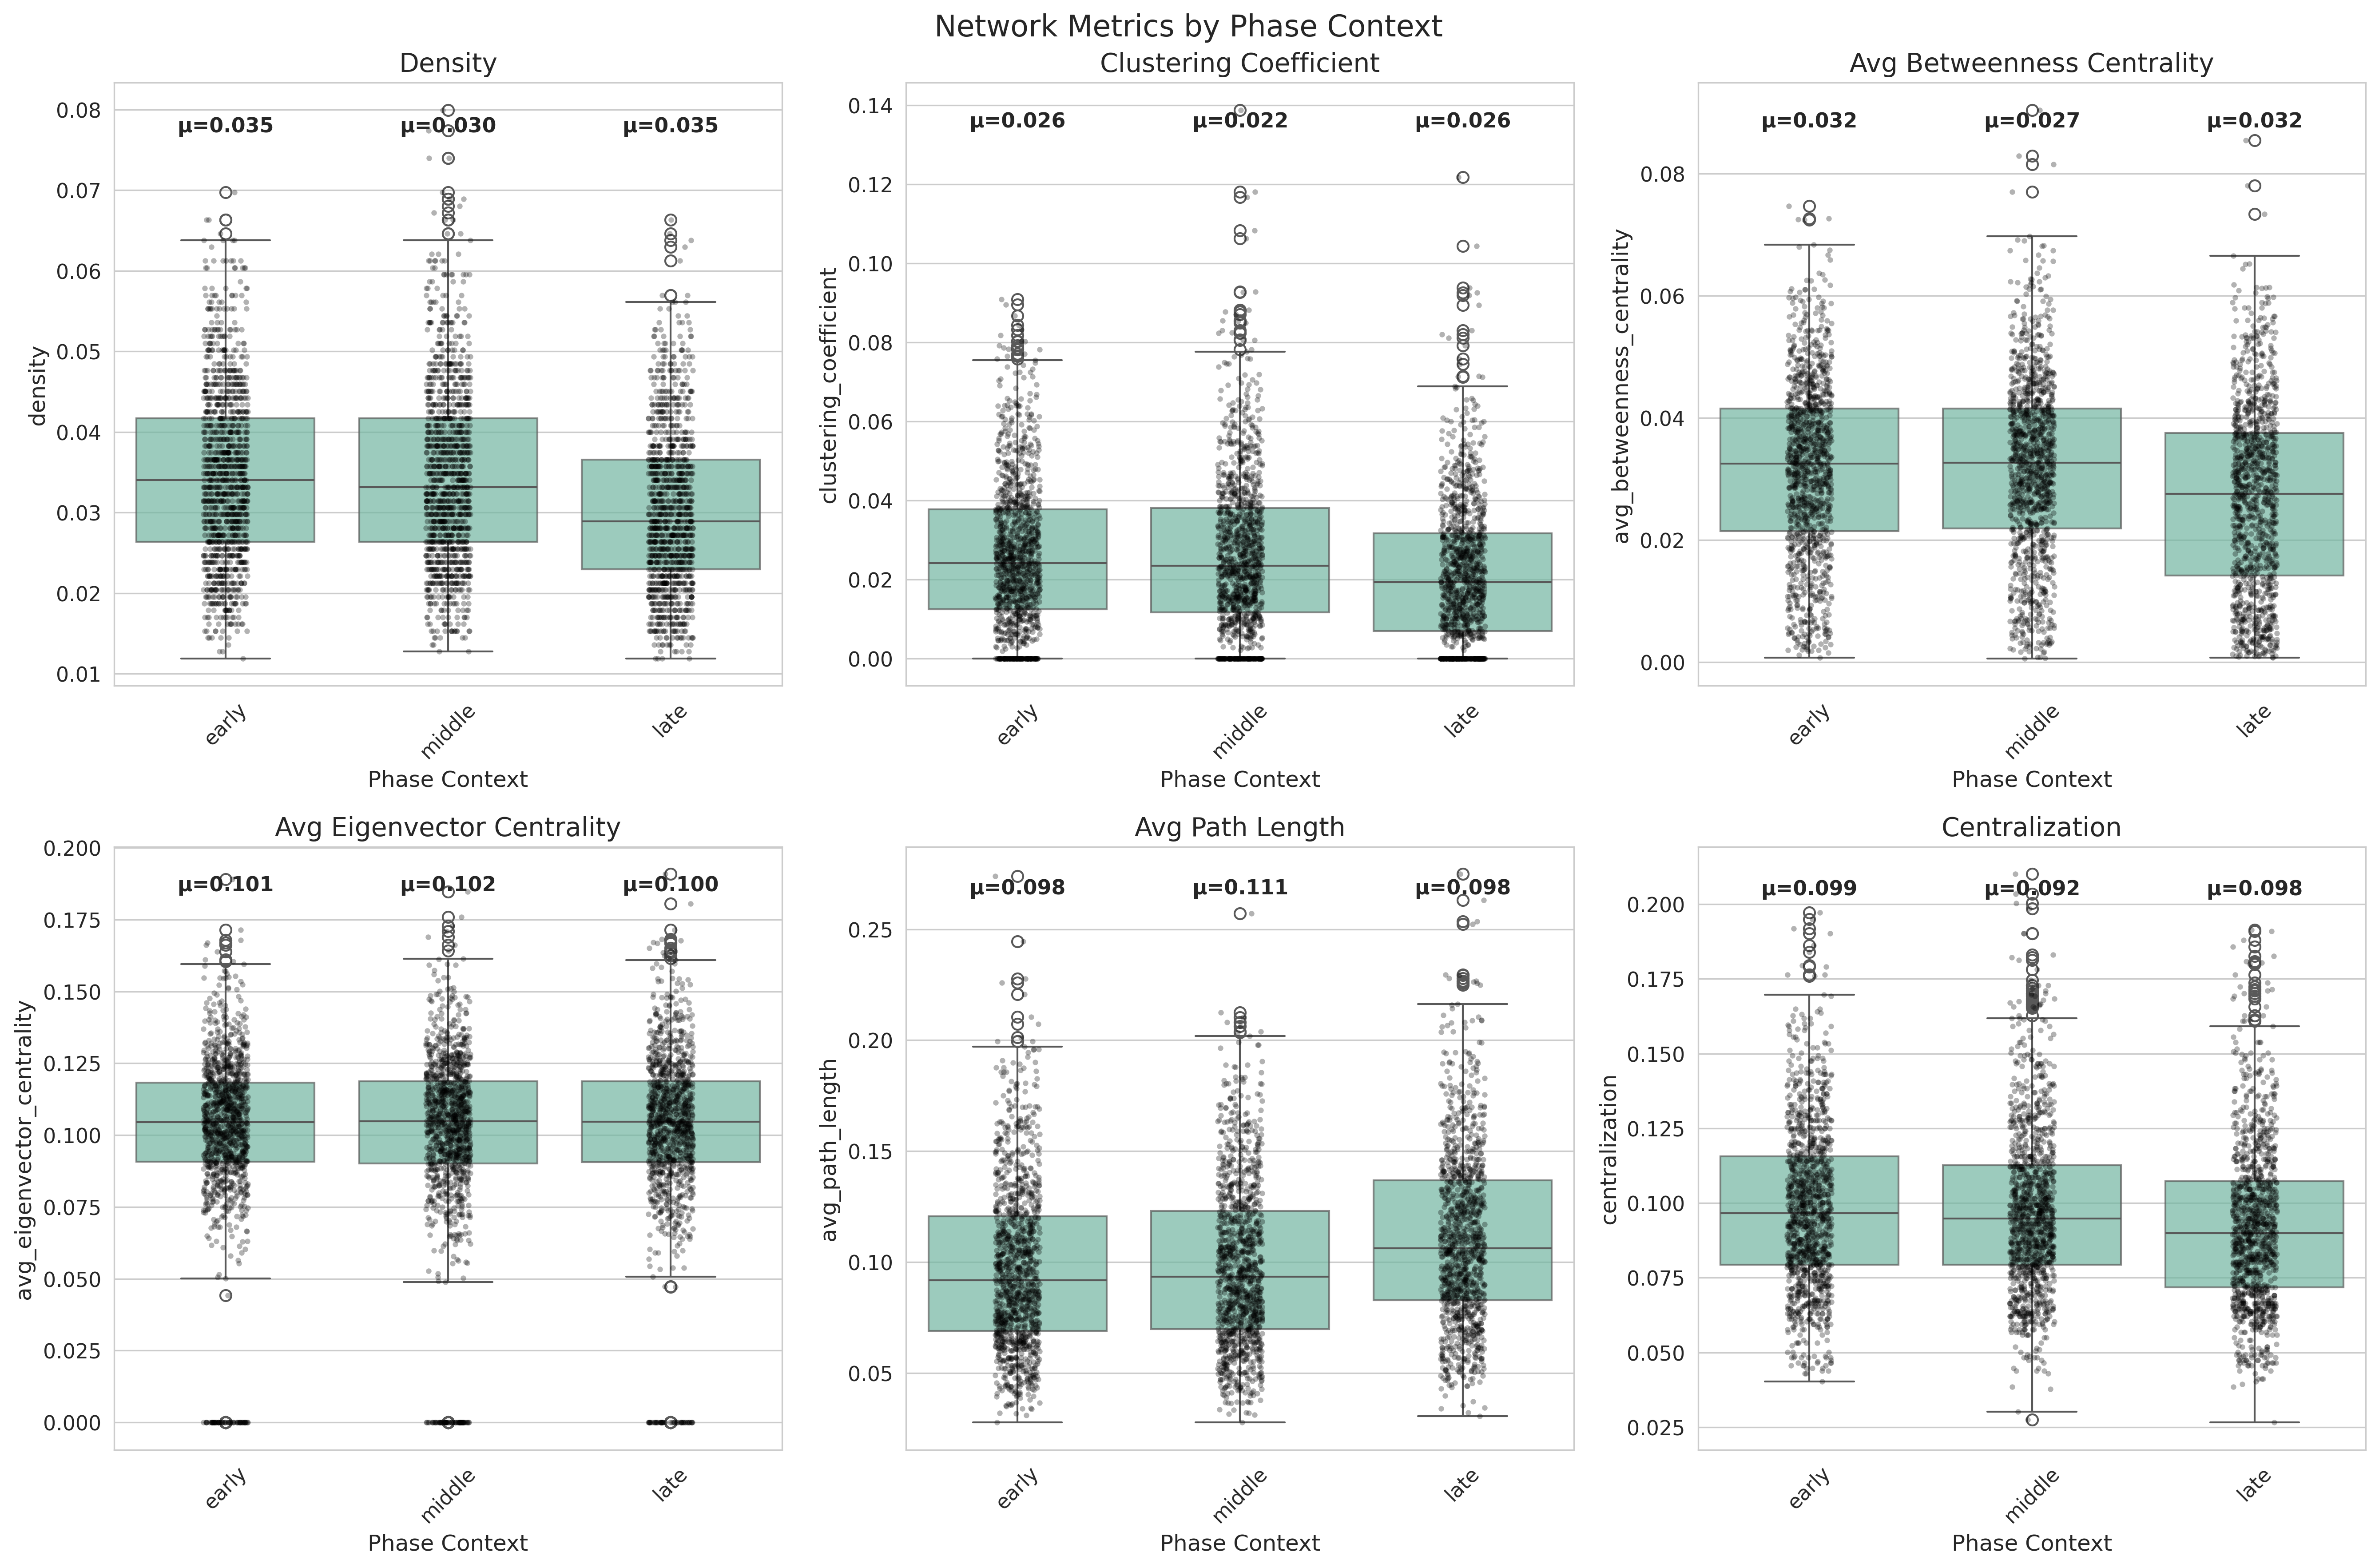 Network Metrics by Phase Context
Density
μ=0.035 μ=0.030 μ=0.035
density
0.08
0.07
0.06
0.05
0.04
0.03
0.02
0.01
early middle late
Phase Context
Clustering Coefficient
μ=0.026 μ=0.022 μ=0.026
clustering_coefficient
0.14
0.12
0.10
0.08
0.06
0.04
0.02
0.00
early middle late
Phase Context
Avg Betweenness Centrality
μ=0.032 μ=0.027 μ=0.032
avg_betweenness_centrality
0.08
0.06
0.04
0.02
0.00
early middle late
Phase Context
Avg Eigenvector Centrality
μ=0.101 μ=0.102 μ=0.100
avg_eigenvector_centrality
0.200
0.175
0.150
0.125
0.100
0.075
0.050
0.025
0.000
early middle late
Phase Context
Avg Path Length
μ=0.098 μ=0.111 μ=0.098
avg_path_length
0.25
0.20
0.15
0.10
0.05
early middle late
Phase Context
Centralization
μ=0.099 μ=0.092 μ=0.098
centralization
0.200
0.175
0.150
0.125
0.100
0.075
0.050
0.025
early middle late
Phase Context